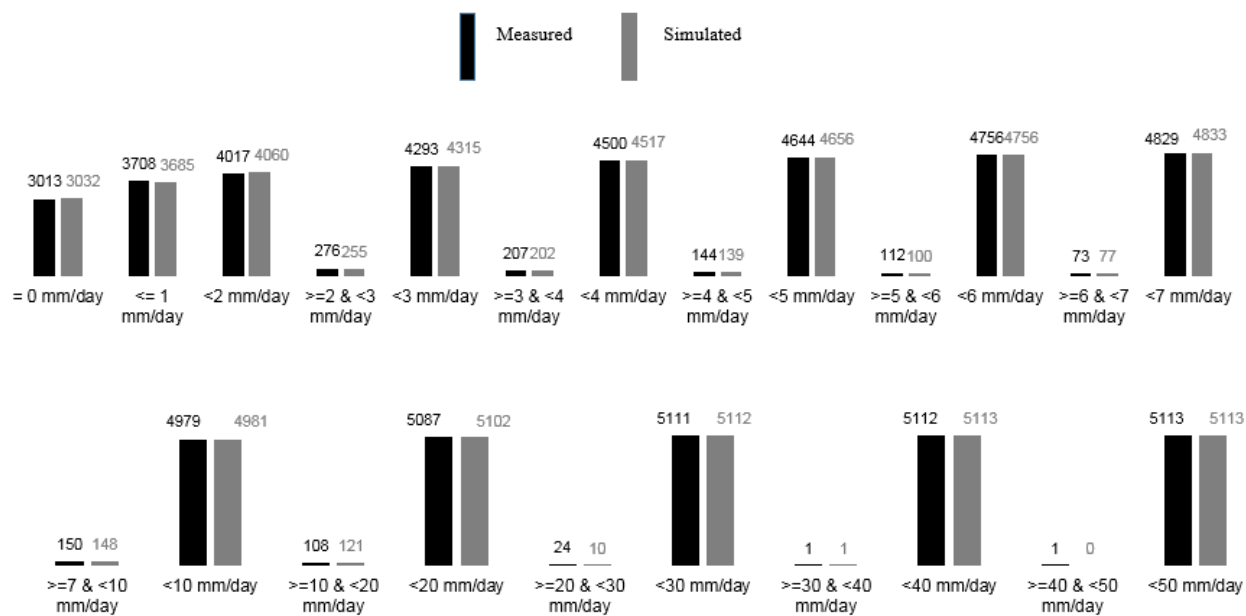 Measured Simulated
3013 3032 3708 3685 4017 4060 276 255 4293 4315 207 202 4500 4517 144 139 4644 4656 112 100 4756 4756 73 77 4829 4833
= 0 mm/day <= 1 <2 mm/day >=2 & <3 <3 mm/day >=3 & <4 <4 mm/day >=4 & <5 <5 mm/day >=5 & <6 <6 mm/day >=6 & <7 <7 mm/day
mm/day mm/day mm/day mm/day mm/day mm/day
150 148 4979 4981 108 121 5087 5102 24 10 5111 5112 1 1 5112 5113 1 0 5113 5113
>=7 & <10 <10 mm/day >=10 & <20 <20 mm/day >=20 & <30 <30 mm/day >=30 & <40 <40 mm/day >=40 & <50 <50 mm/day
mm/day mm/day mm/day mm/day mm/day